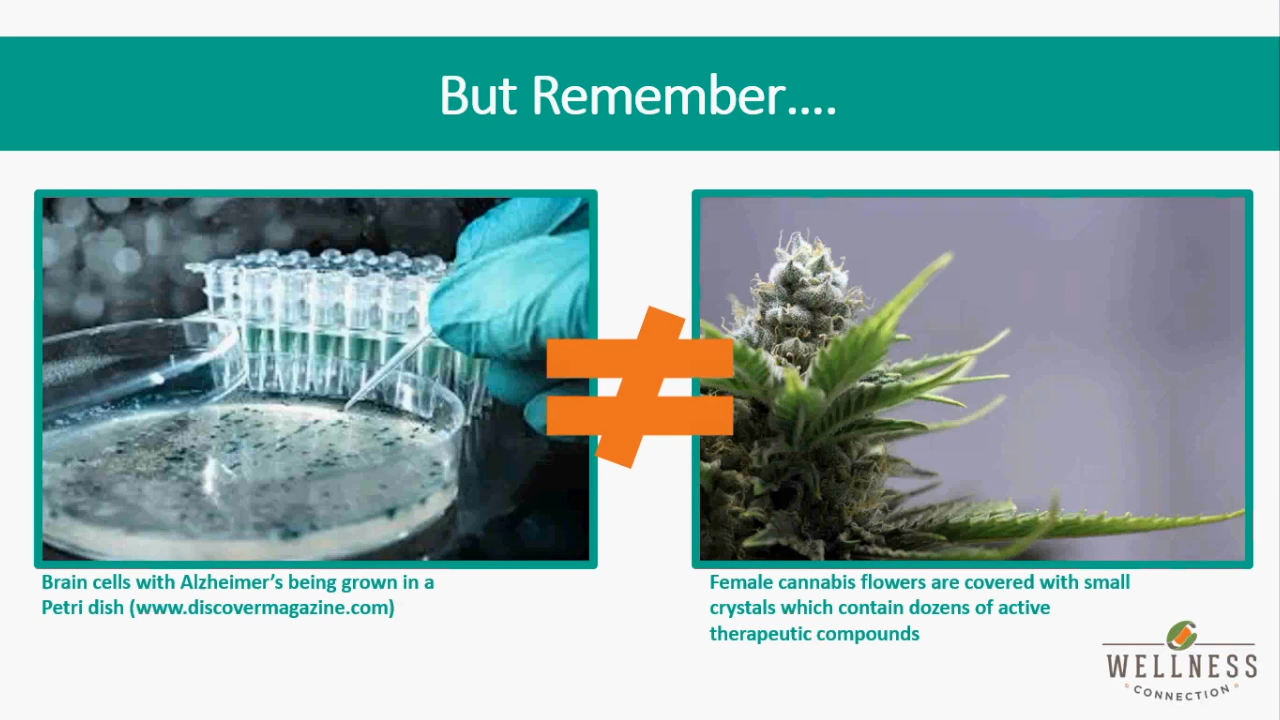 But Remember....
Brain cells with Alzheimer's being grown in a
Petri dish (www.discovermagazine.com)
Female cannabis flowers are covered with small
crystals which contain dozens of active
therapeutic compounds
WELLNESS
CONNECTION